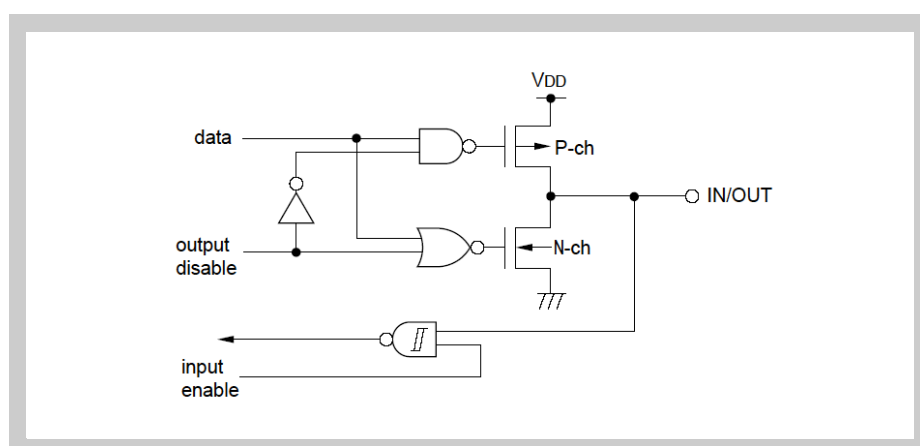 VDD
data
P-ch
IN/OUT
output
disable
N-ch
input
enable